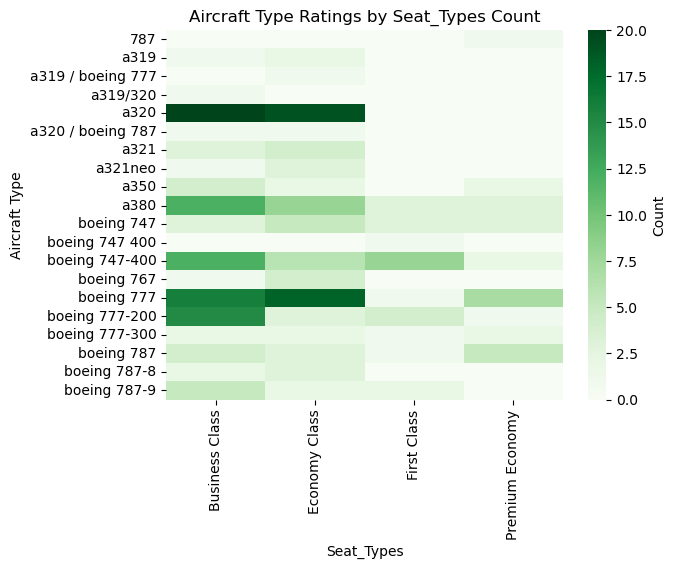 Aircraft Type Ratings by Seat_Types Count
787
a319
a319 / boeing 777
a319/320
a320
a320 / boeing 787
a321
a321neo
a350
a380
boeing 747
boeing 747 400
boeing 747-400
boeing 767
boeing 777
boeing 777-200
boeing 777-300
boeing 787
boeing 787-8
boeing 787-9
Aircraft Type
Business Class
Economy Class
First Class
Premium Economy
Seat_Types
20.0
17.5
15.0
12.5
10.0
7.5
5.0
2.5
0.0
Count